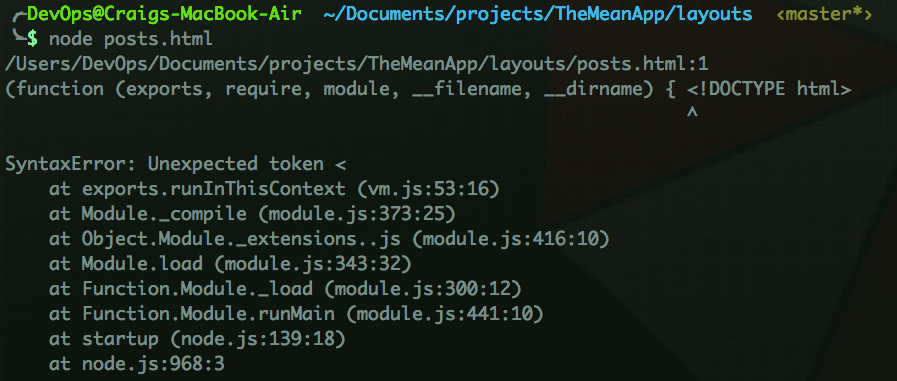 DevOps@Craigs-MacBook-Air ~/Documents/projects/TheMeanApp/layouts ‹master*›
$ node posts.html
/Users/DevOps/Documents/projects/TheMeanApp/layouts/posts.html:1
(function (exports, require, module, __filename, __dirname) { <!DOCTYPE html>
                                                              ^

SyntaxError: Unexpected token <
    at exports.runInThisContext (vm.js:53:16)
    at Module._compile (module.js:373:25)
    at Object.Module._extensions..js (module.js:416:10)
    at Module.load (module.js:343:32)
    at Function.Module._load (module.js:300:12)
    at Function.Module.runMain (module.js:441:10)
    at startup (node.js:139:18)
    at node.js:968:3